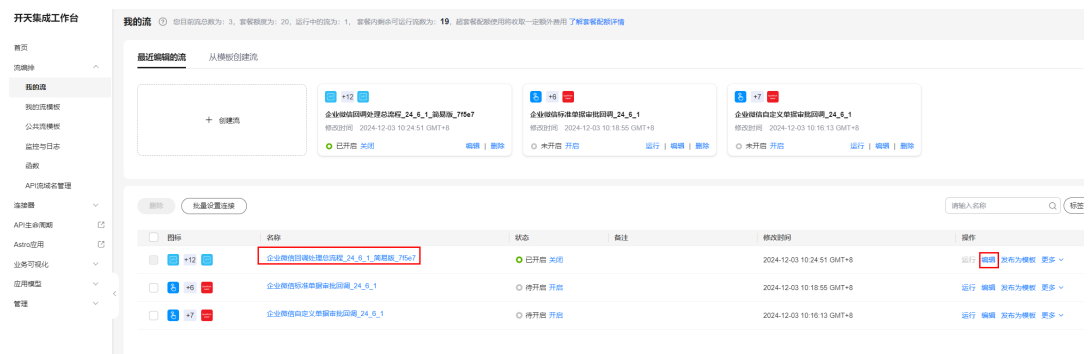 开天集成工作台
我的流 您目前流总数为：3，套餐额度为：20，运行中的流为：1， 套餐内剩余可运行流数为：19，超套餐配额使用将收取一定额外费用 了解套餐配额详情
首页
流编排
我的流
我的流模板
公共流模板
监控与日志
函数
API流域名管理
连接器
API生命周期
Astro应用
业务可视化
应用模型
管理
最近编辑的流 从模板创建流
+ 创建流
+12
企业微信回调处理总流程_24_6_1_简易版_7f5e7
修改时间 2024-12-03 10:24:51 GMT+8
已开启 关闭 编辑 | 删除
+6
企业微信标准单据审批回调_24_6_1
修改时间 2024-12-03 10:18:55 GMT+8
未开启 开启 运行 | 编辑 | 删除
+7
企业微信自定义单据审批回调_24_6_1
修改时间 2024-12-03 10:16:13 GMT+8
未开启 开启 运行 | 编辑 | 删除
删除 批量设置连接 请输入名称 标签
图标 名称 状态 备注 修改时间 操作
+12 企业微信回调处理总流程_24_6_1_简易版_7f5e7 已开启 关闭 2024-12-03 10:24:51 GMT+8 运行 编辑 发布为模板 更多
+6 企业微信标准单据审批回调_24_6_1 待开启 开启 2024-12-03 10:18:55 GMT+8 运行 编辑 发布为模板 更多
+7 企业微信自定义单据审批回调_24_6_1 待开启 开启 2024-12-03 10:16:13 GMT+8 运行 编辑 发布为模板 更多